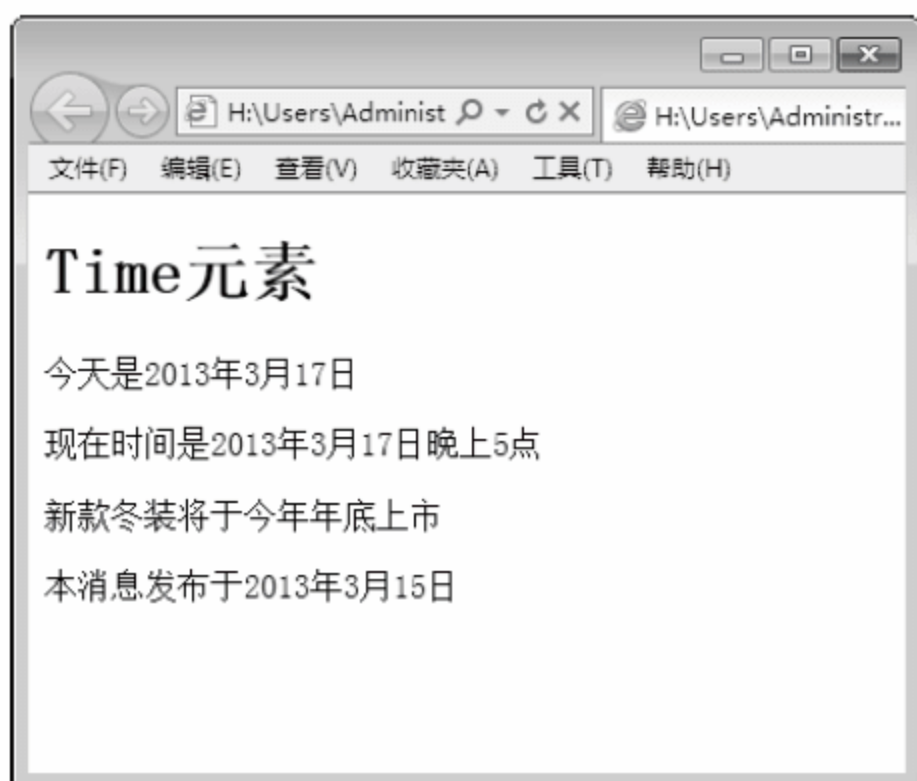 H:\Users\Administ
H:\Users\Administr...
文件(F) 编辑(E) 查看(V) 收藏夹(A) 工具(T) 帮助(H)
Time元素
今天是2013年3月17日
现在时间是2013年3月17日晚上5点
新款冬装将于今年年底上市
本消息发布于2013年3月15日